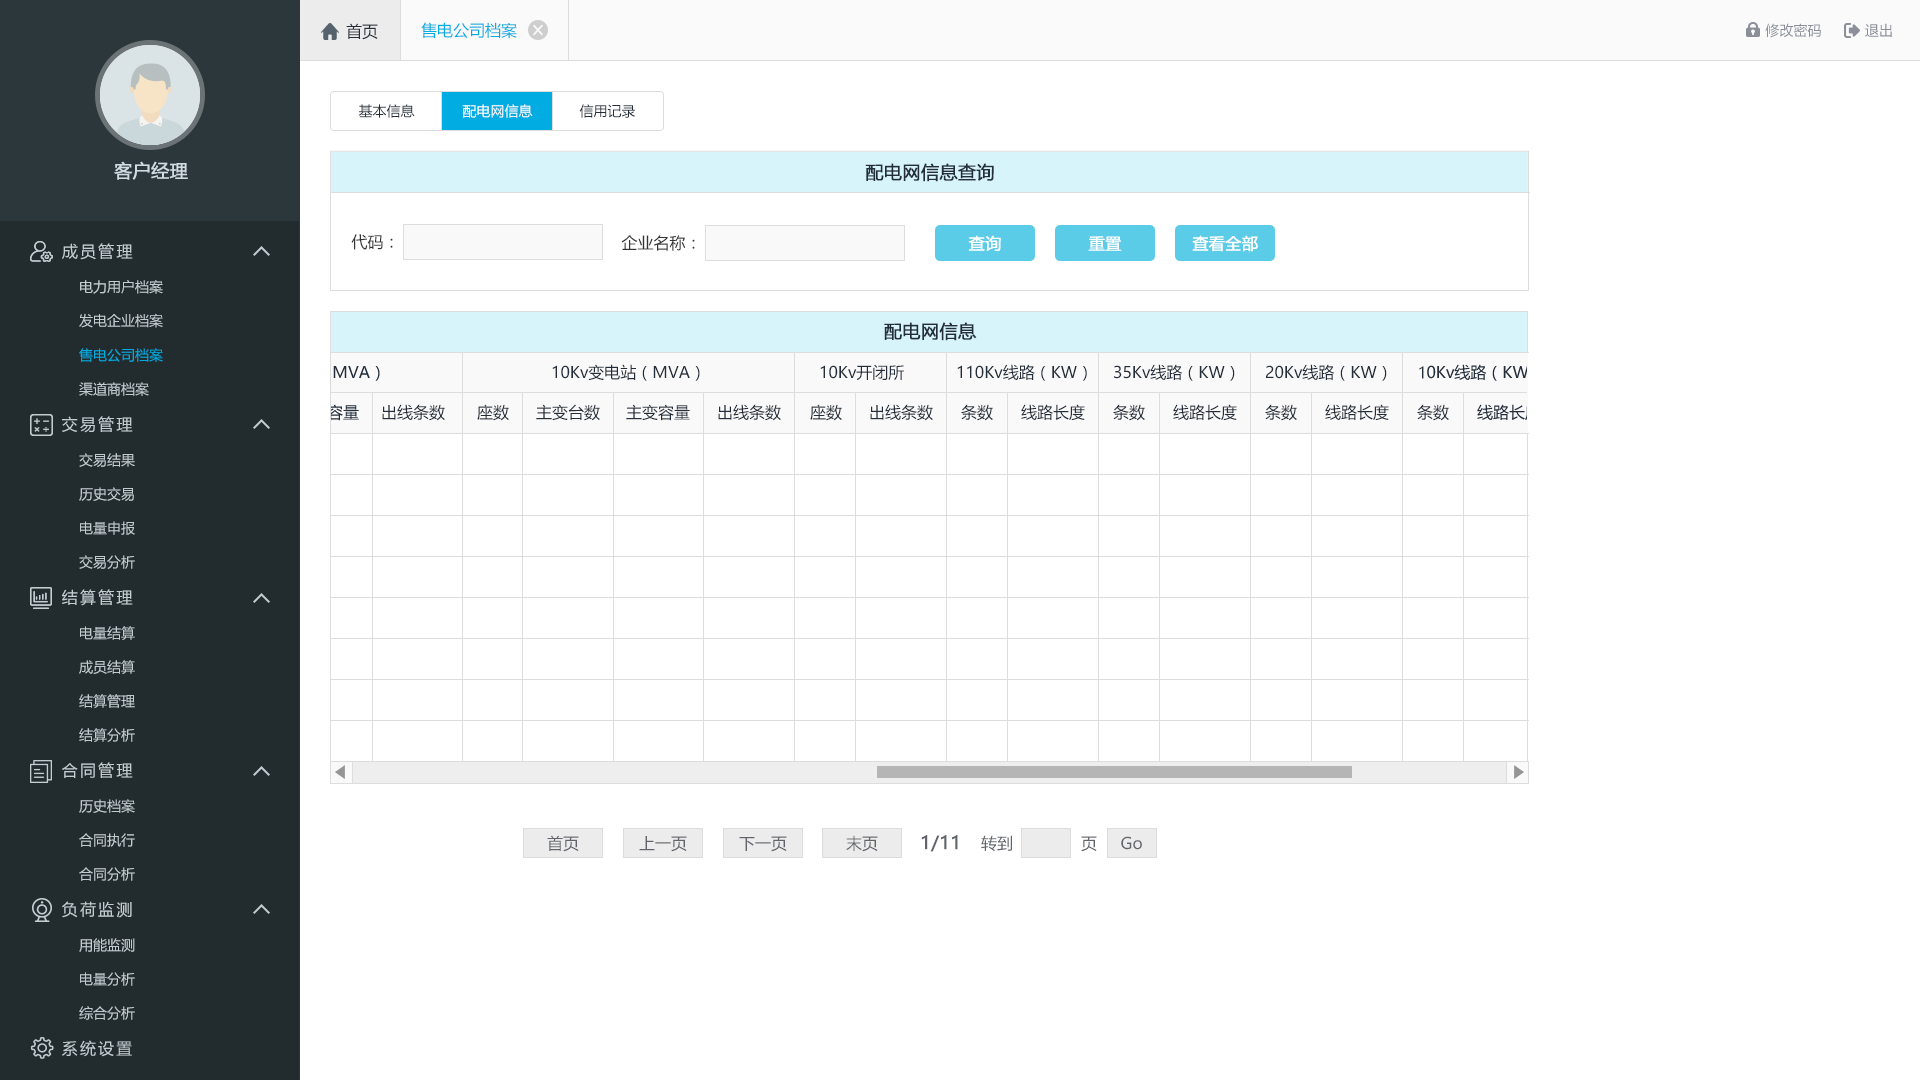 首页
售电公司档案
修改密码
退出
客户经理
成员管理
电力用户档案
发电企业档案
售电公司档案
渠道商档案
交易管理
交易结果
历史交易
电量申报
交易分析
结算管理
电量结算
成员结算
结算管理
结算分析
合同管理
历史档案
合同执行
合同分析
负荷监测
用能监测
电量分析
综合分析
系统设置
基本信息
配电网信息
信用记录
配电网信息查询
代码：
企业名称：
查询
重置
查看全部
配电网信息
MVA） 10Kv变电站（MVA） 10Kv开闭所 110Kv线路（KW） 35Kv线路（KW） 20Kv线路（KW） 10Kv线路（KW
容量 出线条数 座数 主变台数 主变容量 出线条数 座数 出线条数 条数 线路长度 条数 线路长度 条数 线路长度 条数 线路长
首页 上一页 下一页 末页 1/11 转到 页 Go